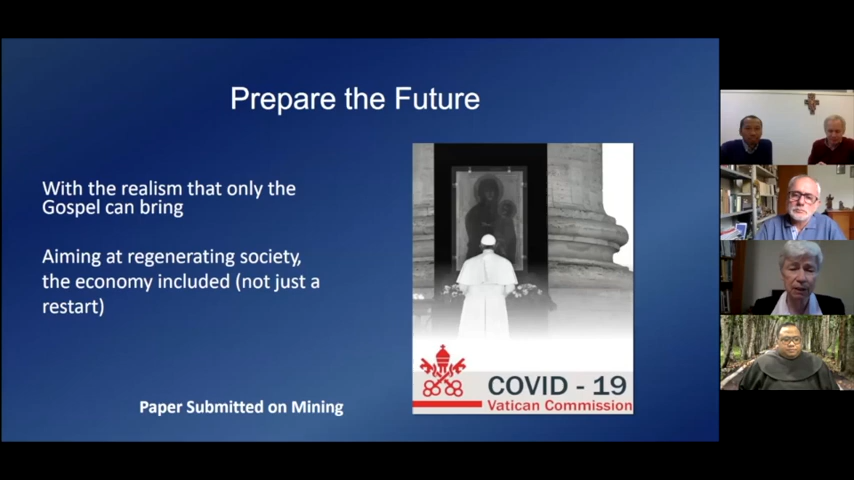 Prepare the Future
With the realism that only the
Gospel can bring
Aiming at regenerating society,
the economy included (not just a
restart)
Paper Submitted on Mining
COVID - 19
Vatican Commission